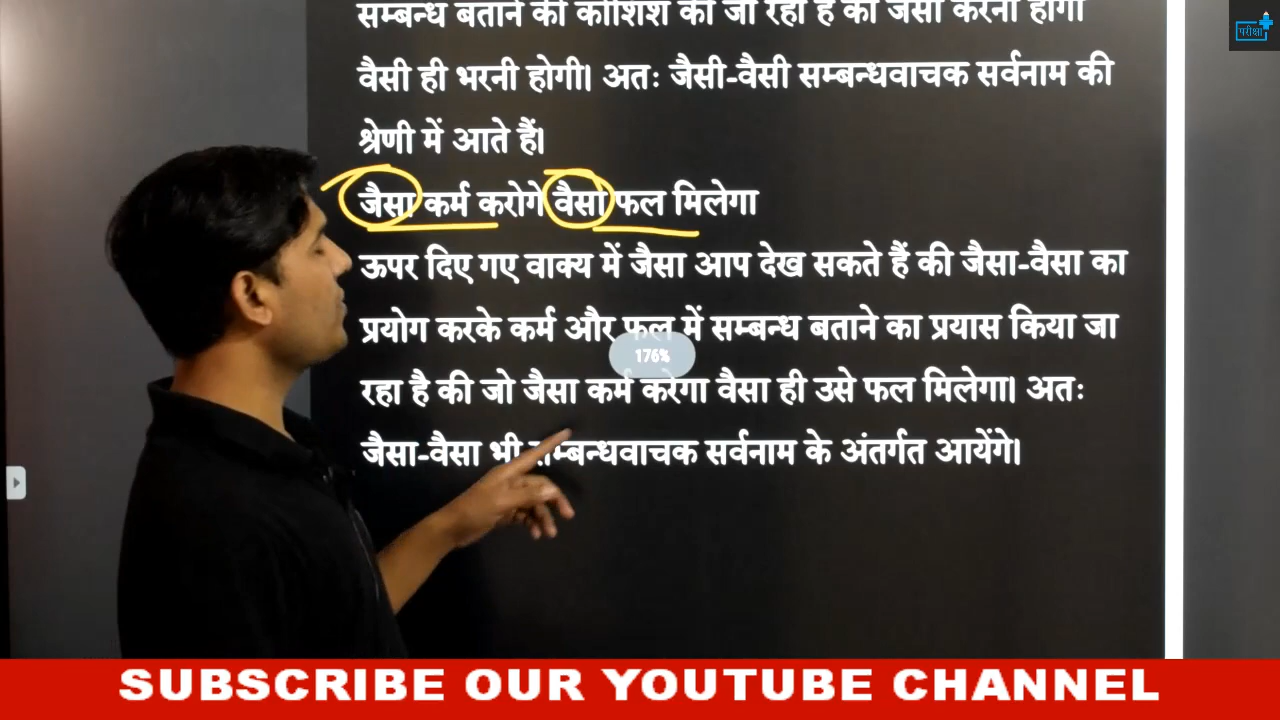 सम्बन्ध बताने की कोशिश की जा रही है की जैसी करनी होगी
वैसी ही भरनी होगी। अतः जैसी-वैसी सम्बन्धवाचक सर्वनाम की
श्रेणी में आते हैं।
जैसा कर्म करोगे वैसा फल मिलेगा
ऊपर दिए गए वाक्य में जैसा आप देख सकते हैं की जैसा-वैसा का
प्रयोग करके कर्म और फल में सम्बन्ध बताने का प्रयास किया जा
176%
रहा है की जो जैसा कर्म करेगा वैसा ही उसे फल मिलेगा। अतः
जैसा-वैसा भी सम्बन्धवाचक सर्वनाम के अंतर्गत आयेंगे।
परीक्षा
SUBSCRIBE OUR YOUTUBE CHANNEL